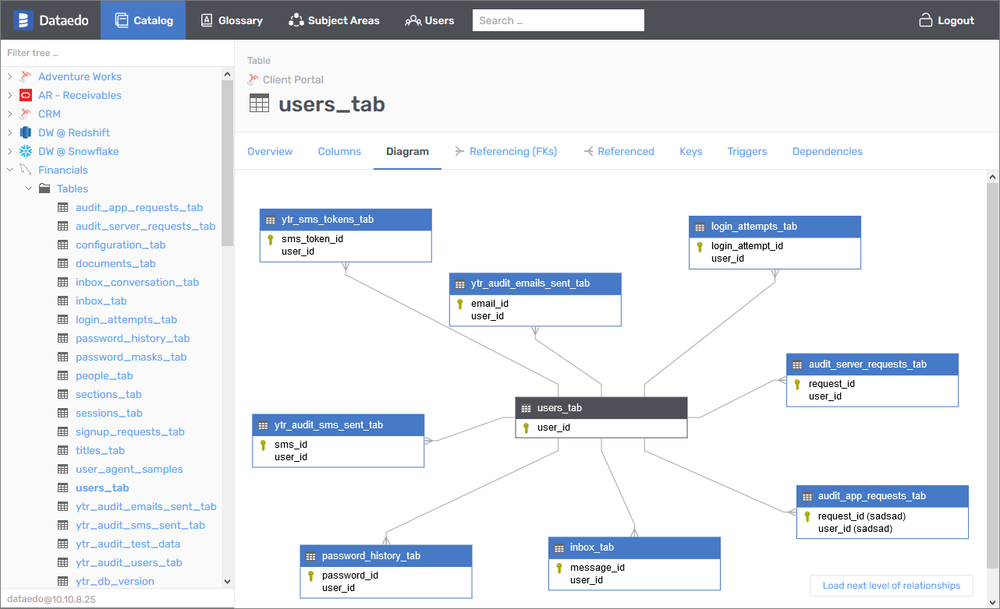 Dataedo
Catalog
Glossary
Subject Areas
Users
Search ...
Logout
Filter tree ...
Adventure Works
AR - Receivables
CRM
DW @ Redshift
DW @ Snowflake
Financials
Tables
audit_app_requests_tab
audit_server_requests_tab
configuration_tab
documents_tab
inbox_conversation_tab
inbox_tab
login_attempts_tab
password_history_tab
password_masks_tab
people_tab
sections_tab
sessions_tab
signup_requests_tab
titles_tab
user_agent_samples
users_tab
ytr_audit_emails_sent_tab
ytr_audit_sms_sent_tab
ytr_audit_test_data
ytr_audit_users_tab
ytr_db_version
dataedo@10.10.8.25
Table
Client Portal
users_tab
Overview
Columns
Diagram
Referencing (FKs)
Referenced
Keys
Triggers
Dependencies
ytr_sms_tokens_tab
sms_token_id
user_id
login_attempts_tab
login_attempt_id
user_id
ytr_audit_emails_sent_tab
email_id
user_id
audit_server_requests_tab
request_id
user_id
users_tab
user_id
ytr_audit_sms_sent_tab
sms_id
user_id
audit_app_requests_tab
request_id (sadsad)
user_id (sadsad)
password_history_tab
password_id
user_id
inbox_tab
message_id
user_id
Load next level of relationships